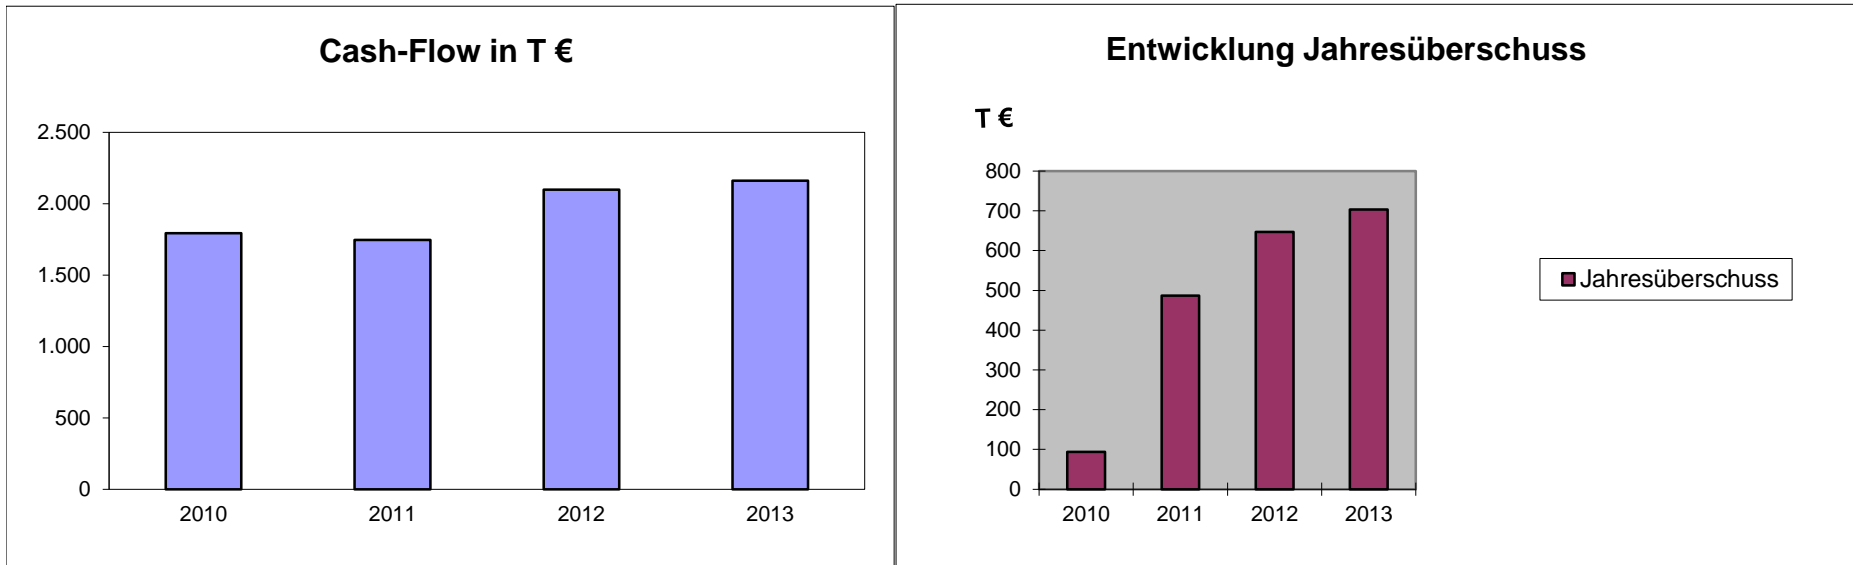 Cash-Flow in T €
2.500
2.000
1.500
1.000
500
0
2010 2011 2012 2013
Entwicklung Jahresüberschuss
T €
800
700
600
500
400
300
200
100
0
2010 2011 2012 2013
Jahresüberschuss